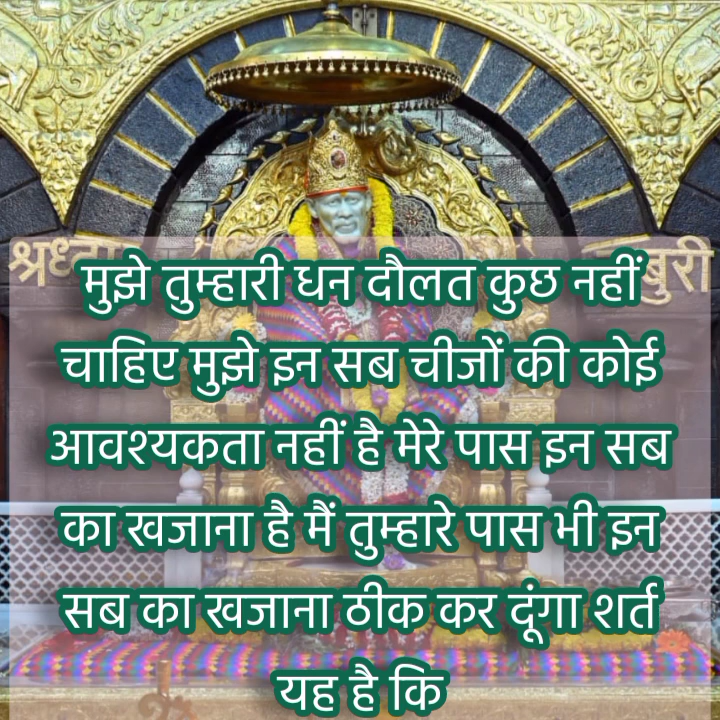 मुझे तुम्हारी धन दौलत कुछ नहीं
चाहिए मुझे इन सब चीजों की कोई
आवश्यकता नहीं है मेरे पास इन सब
का खजाना है मैं तुम्हारे पास भी इन
सब का खजाना ठीक कर दूंगा शर्त
यह है कि